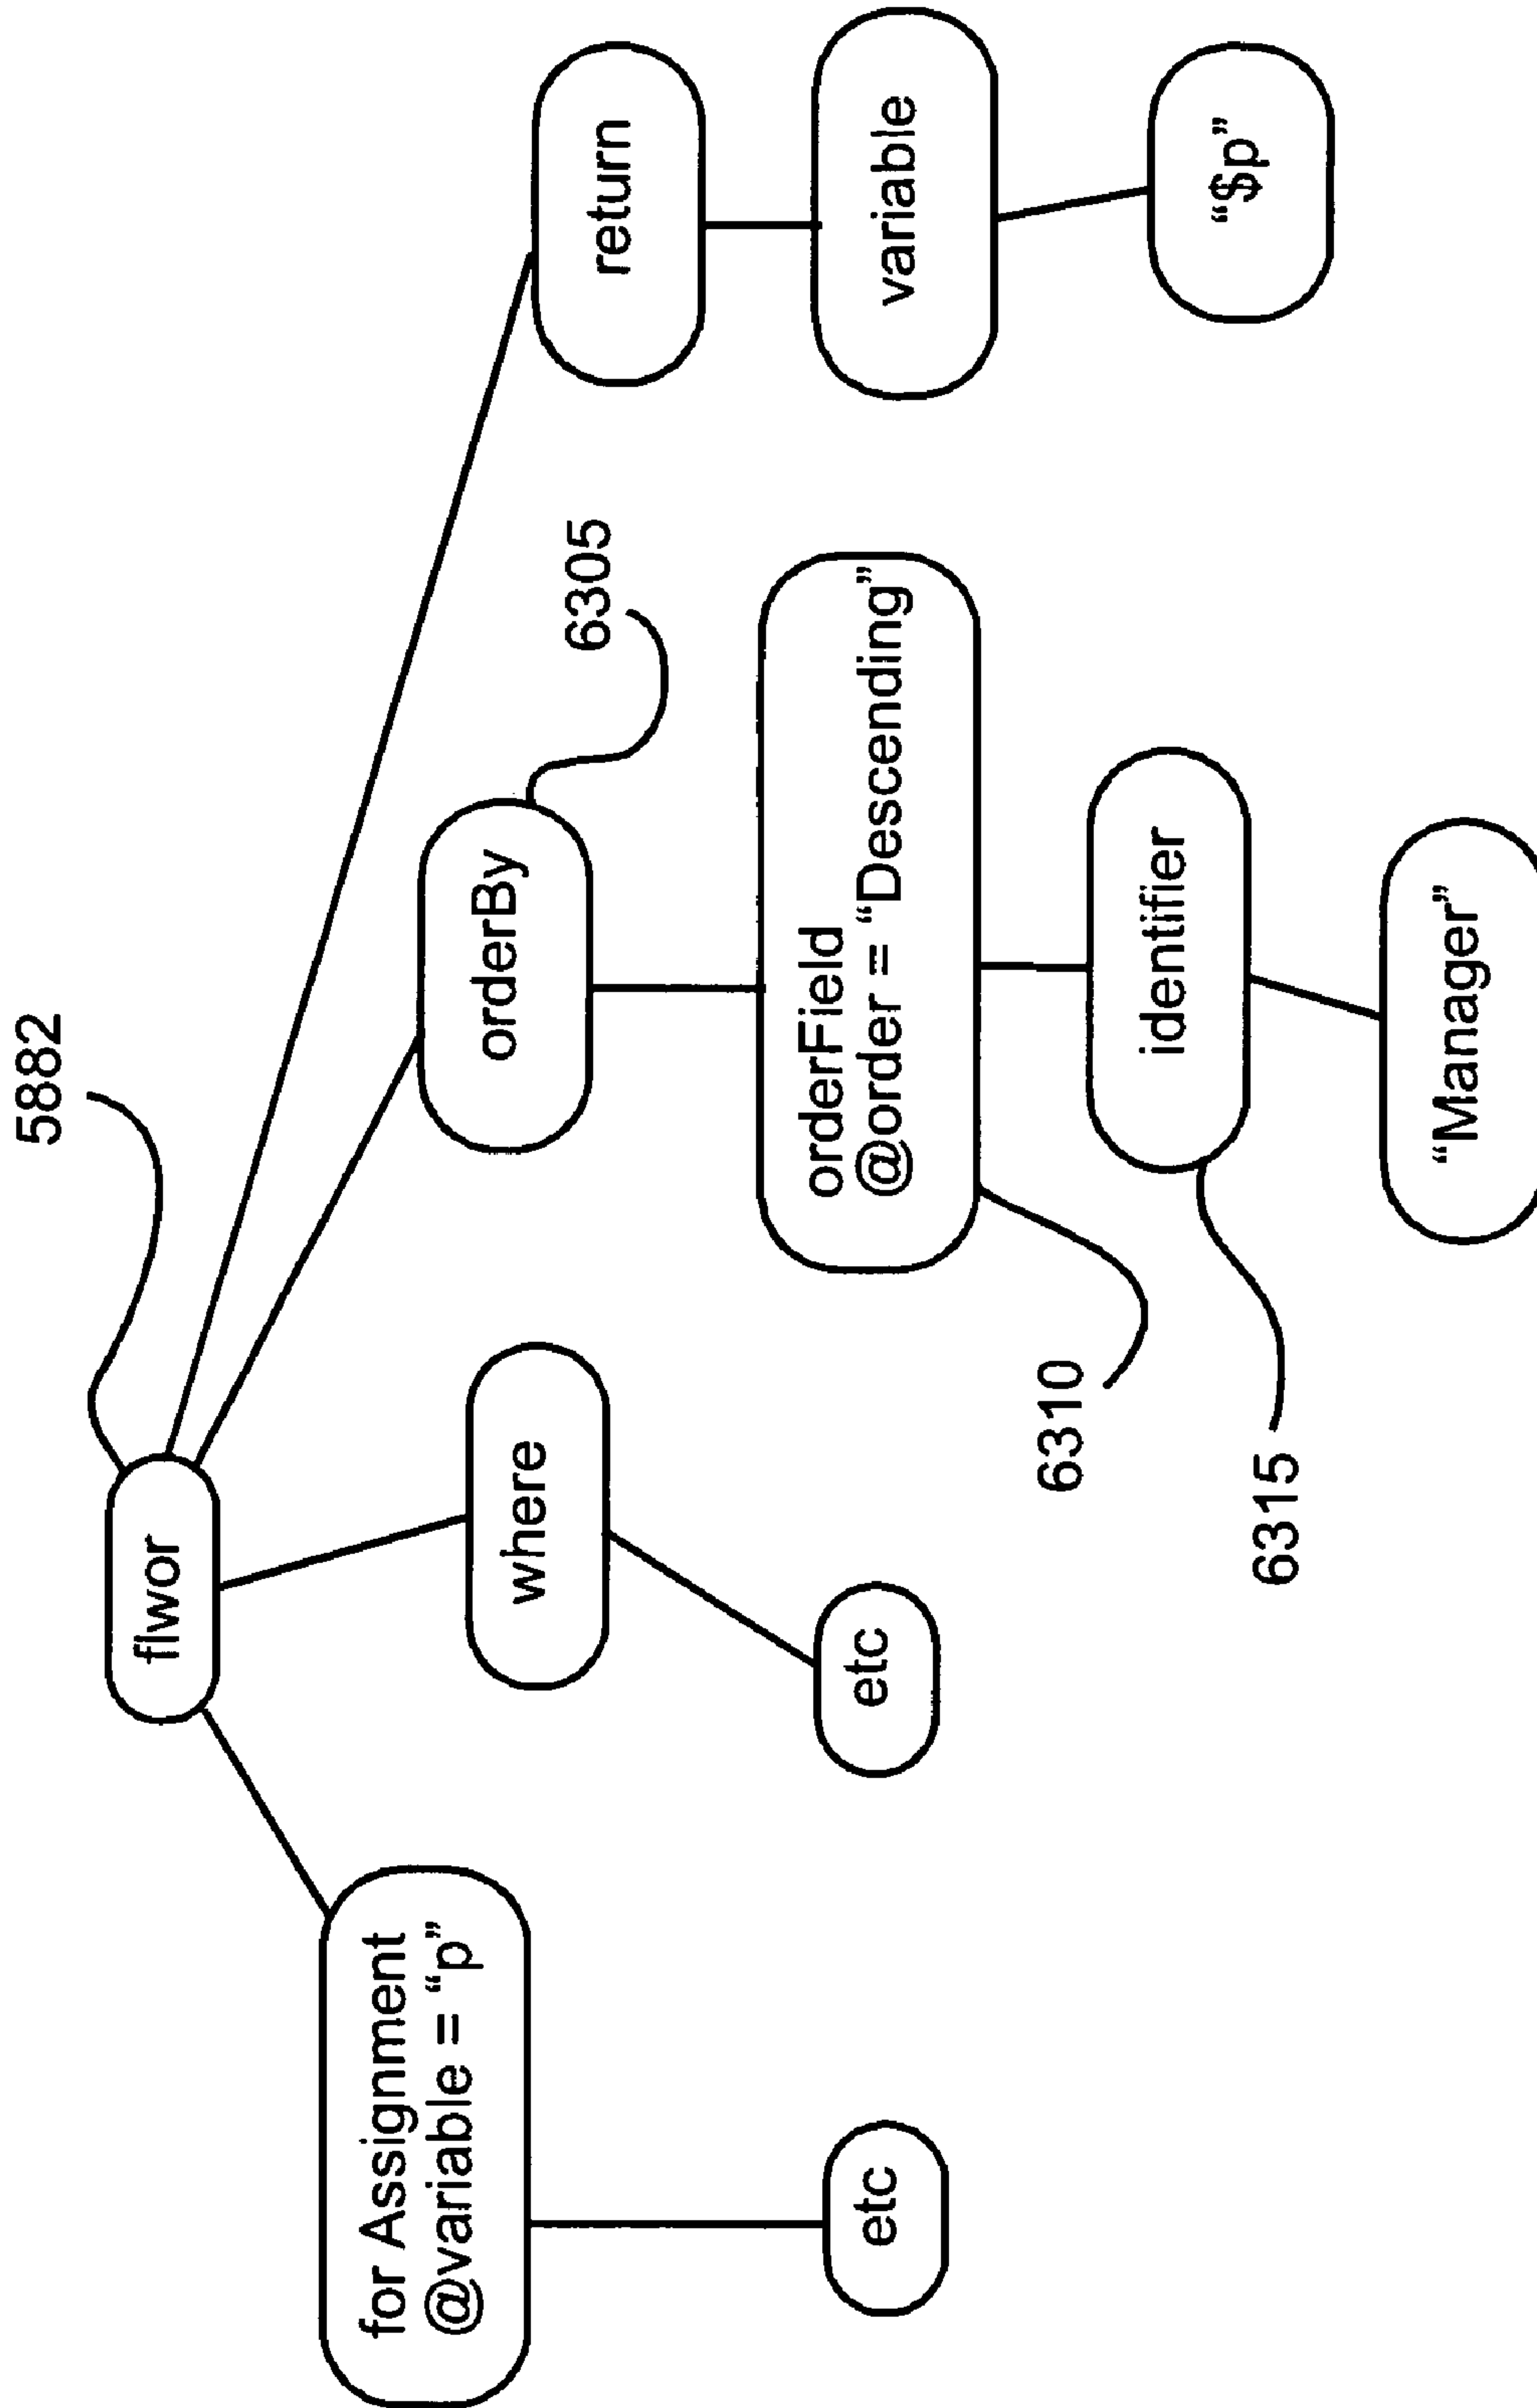 5882
flwor
for Assignment
@variable = “p”
where
orderBy
6305
return
etc
etc
orderField
@order = “Descending”
variable
6310
identifier
“$p”
6315
“Manager”